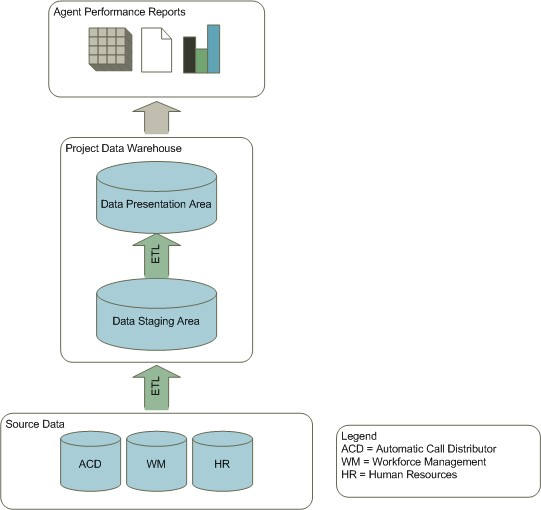 Agent Performance Reports
Project Data Warehouse
Data Presentation Area
ETL
Data Staging Area
ETL
Source Data
ACD
WM
HR
Legend
ACD = Automatic Call Distributor
WM = Workforce Management
HR = Human Resources